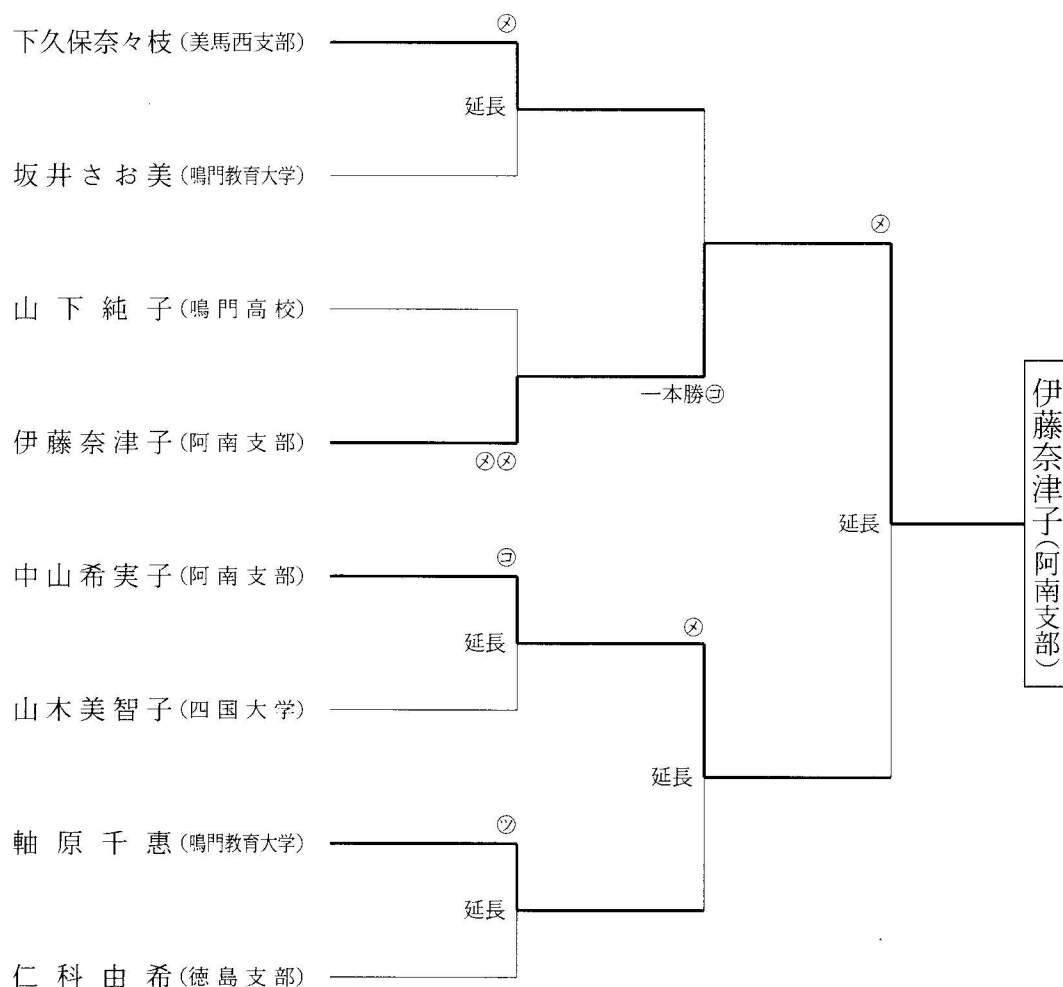 下久保奈々枝(美馬西支部)
㋱
延長
坂井さお美(鳴門教育大学)
山下純子(鳴門高校)
伊藤奈津子(阿南支部)
㋱㋱
一本勝㋙
㋱
中山希実子(阿南支部)
㋙
延長
山木美智子(四国大学)
㋱
延長
軸原千惠(鳴門教育大学)
㋡
延長
仁科由希(徳島支部)
延長
伊藤奈津子(阿南支部)